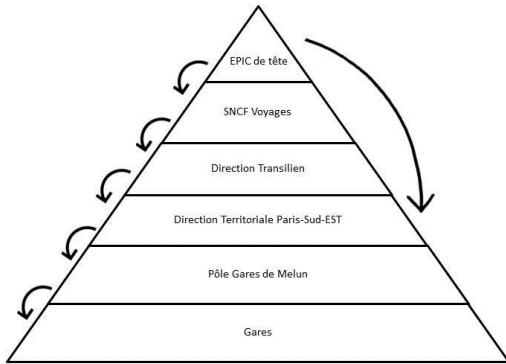 EPIC de tête
SNCF Voyages
Direction Transilien
Direction Territoriale Paris-Sud-EST
Pôle Gares de Melun
Gares